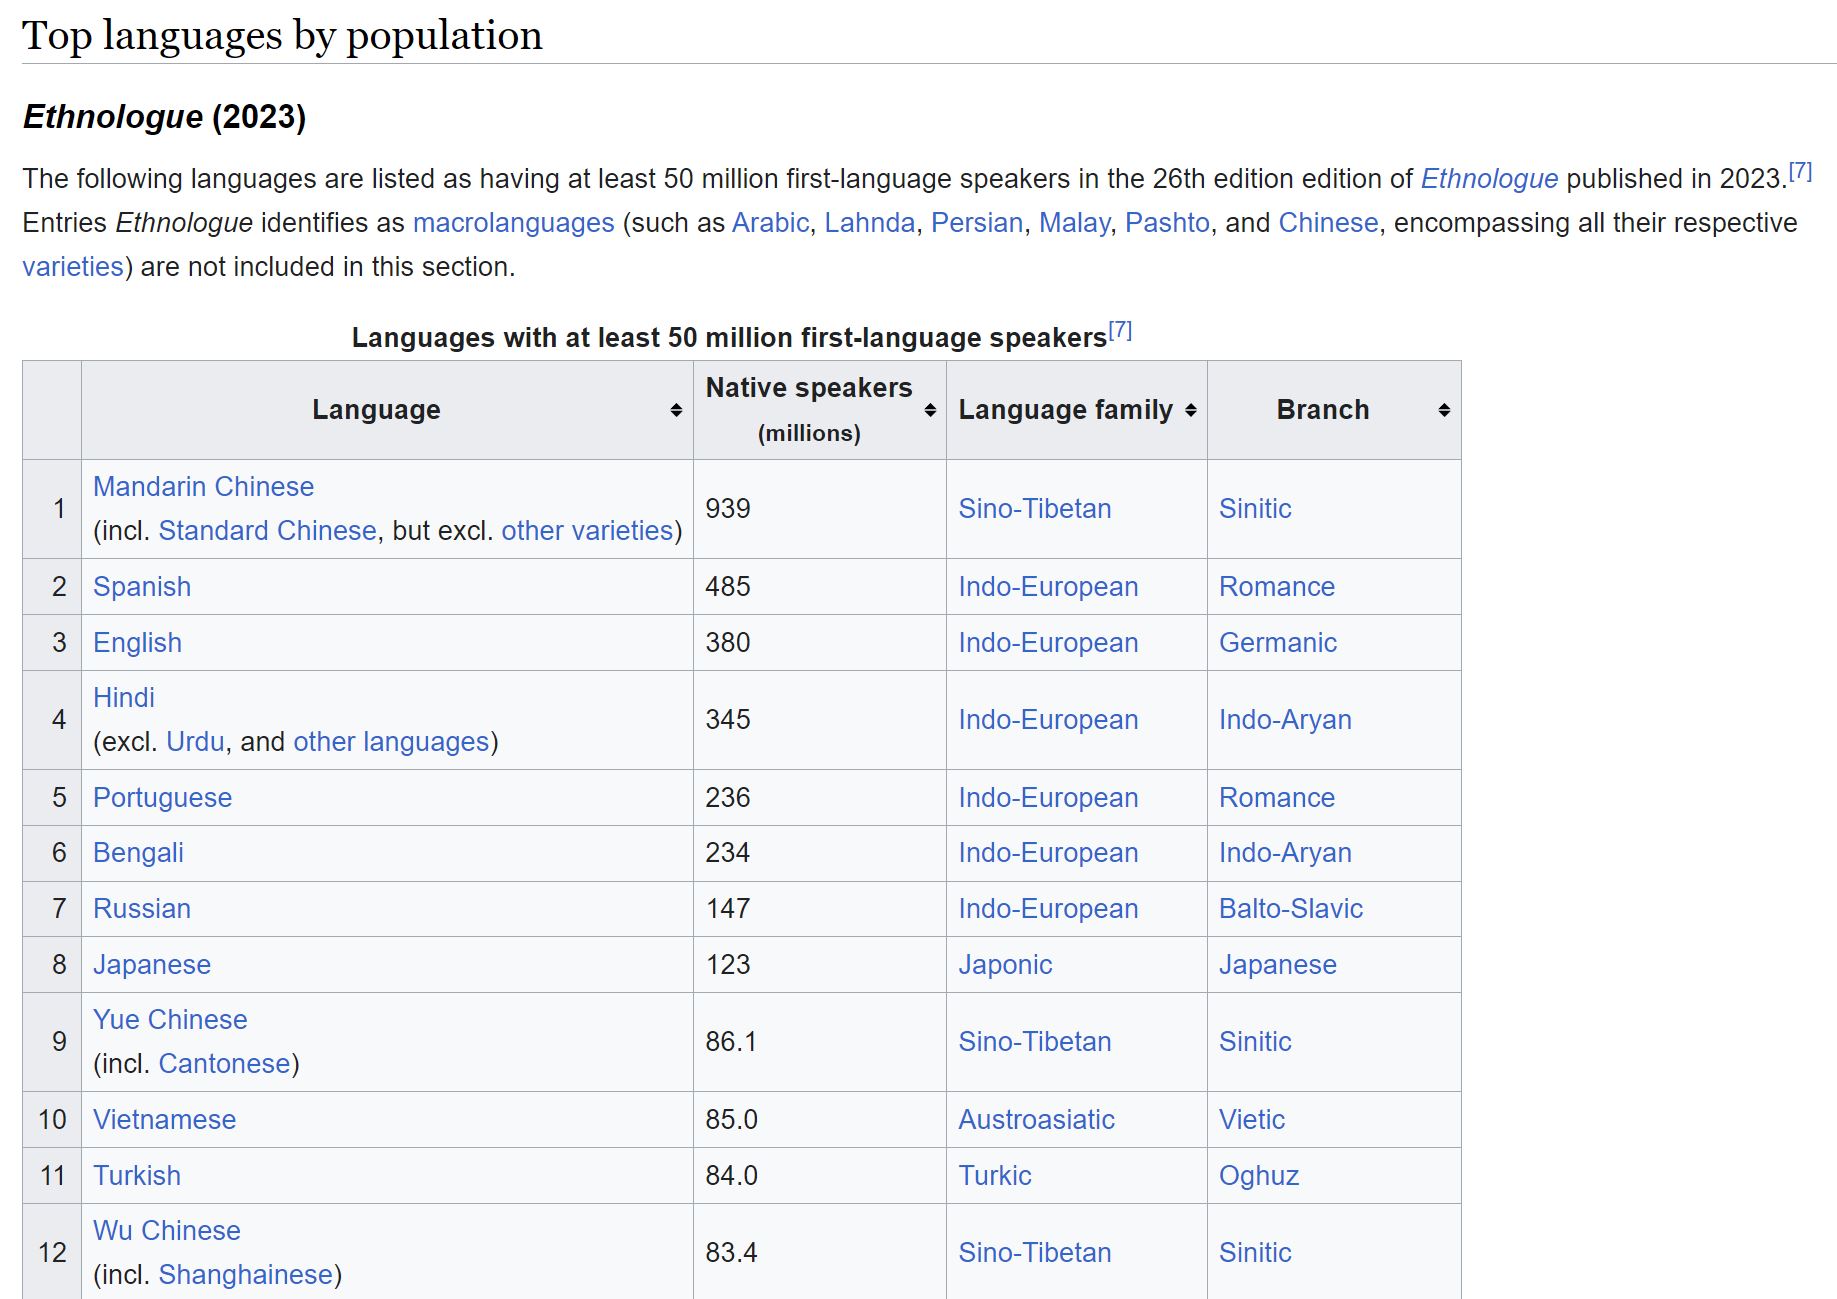 Top languages by population
Ethnologue (2023)
The following languages are listed as having at least 50 million first-language speakers in the 26th edition edition of Ethnologue published in 2023.[7]
Entries Ethnologue identifies as macrolanguages (such as Arabic, Lahnda, Persian, Malay, Pashto, and Chinese, encompassing all their respective
varieties) are not included in this section.
Languages with at least 50 million first-language speakers[7]
Language Native speakers (millions) Language family Branch
1 Mandarin Chinese (incl. Standard Chinese, but excl. other varieties) 939 Sino-Tibetan Sinitic
2 Spanish 485 Indo-European Romance
3 English 380 Indo-European Germanic
4 Hindi (excl. Urdu, and other languages) 345 Indo-European Indo-Aryan
5 Portuguese 236 Indo-European Romance
6 Bengali 234 Indo-European Indo-Aryan
7 Russian 147 Indo-European Balto-Slavic
8 Japanese 123 Japonic Japanese
9 Yue Chinese (incl. Cantonese) 86.1 Sino-Tibetan Sinitic
10 Vietnamese 85.0 Austroasiatic Vietic
11 Turkish 84.0 Turkic Oghuz
12 Wu Chinese (incl. Shanghainese) 83.4 Sino-Tibetan Sinitic